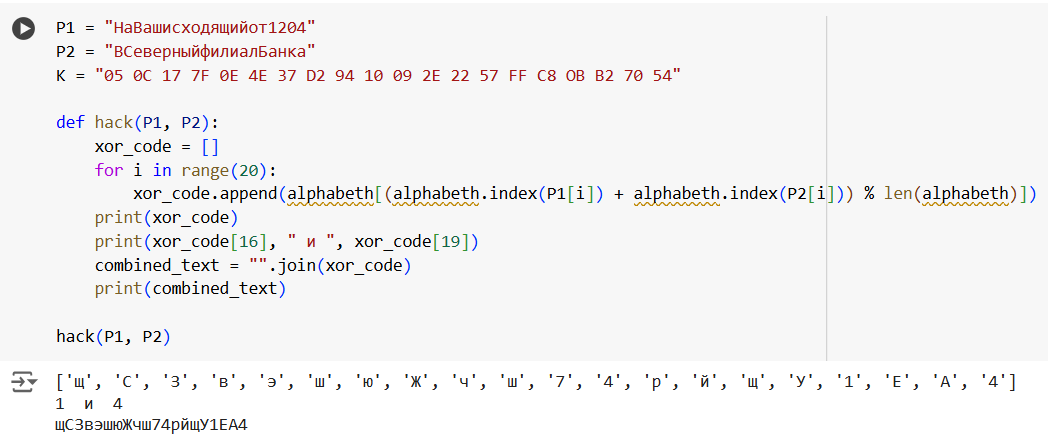 P1 = "НаВашисходящийот1204"
P2 = "ВСеверныйфилиалБанка"
K = "05 0C 17 7F 0E 4E 37 D2 94 10 09 2E 22 57 FF C8 OB B2 70 54"
def hack(P1, P2):
xor_code = []
for i in range(20):
xor_code.append(alphabeth[(alphabeth.index(P1[i]) + alphabeth.index(P2[i])) % len(alphabeth)])
print(xor_code)
print(xor_code[16], " и ", xor_code[19])
combined_text = "".join(xor_code)
print(combined_text)
hack(P1, P2)
['щ', 'С', 'З', 'в', 'э', 'ш', 'ю', 'Ж', 'ч', 'ш', '7', '4', 'р', 'й', 'щ', 'У', '1', 'Е', 'А', '4']
1 и 4
щСЗвэшюЖчш74рйщУ1ЕА4